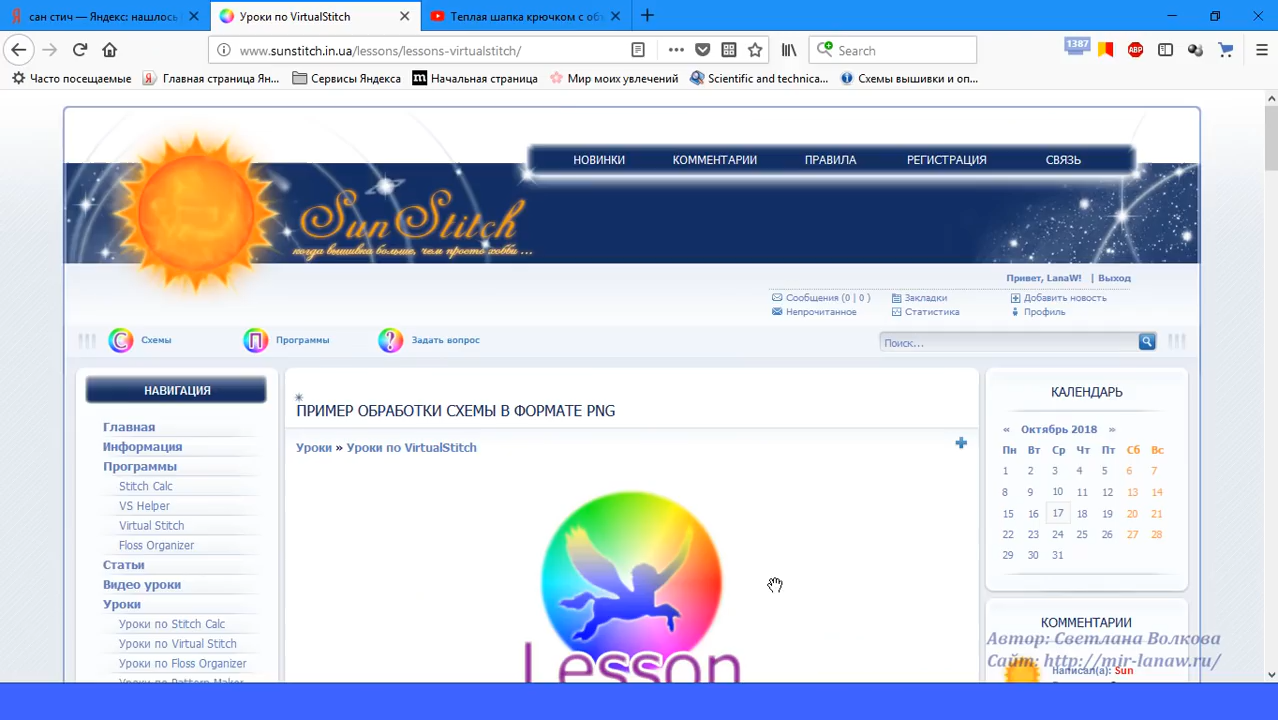 сан стич — Яндекс: нашлось
Уроки по VirtualStitch
Теплая шапка крючком с объ
www.sunstitch.in.ua/lessons/lessons-virtualstitch/
Search
1387
ABP
Часто посещаемые
Главная страница Ян...
Сервисы Яндекса
Начальная страница
Мир моих увлечений
Scientific and technica...
Схемы вышивки и оп...
НОВИНКИ
КОММЕНТАРИИ
ПРАВИЛА
РЕГИСТРАЦИЯ
СВЯЗЬ
SunStitch
когда вышивка больше, чем просто хобби ...
Привет, LanaW! | Выход
Сообщения (0 | 0 )
Закладки
Добавить новость
Непрочитанное
Статистика
Профиль
С Схемы
П Программы
? Задать вопрос
Поиск...
НАВИГАЦИЯ
Главная
Информация
Программы
Stitch Calc
VS Helper
Virtual Stitch
Floss Organizer
Статьи
Видео уроки
Уроки
Уроки по Stitch Calc
Уроки по Virtual Stitch
Уроки по Floss Organizer
Уроки по Pattern Maker
ПРИМЕР ОБРАБОТКИ СХЕМЫ В ФОРМАТЕ PNG
Уроки » Уроки по VirtualStitch
Lesson
КАЛЕНДАРЬ
« Октябрь 2018 »
Пн Вт Ср Чт Пт Сб Вс
1 2 3 4 5 6 7
8 9 10 11 12 13 14
15 16 17 18 19 20 21
22 23 24 25 26 27 28
29 30 31
КОММЕНТАРИИ
Автор: Светлана Волкова
Сайт: http://mir-lanaw.ru/
Написал(а): Sun